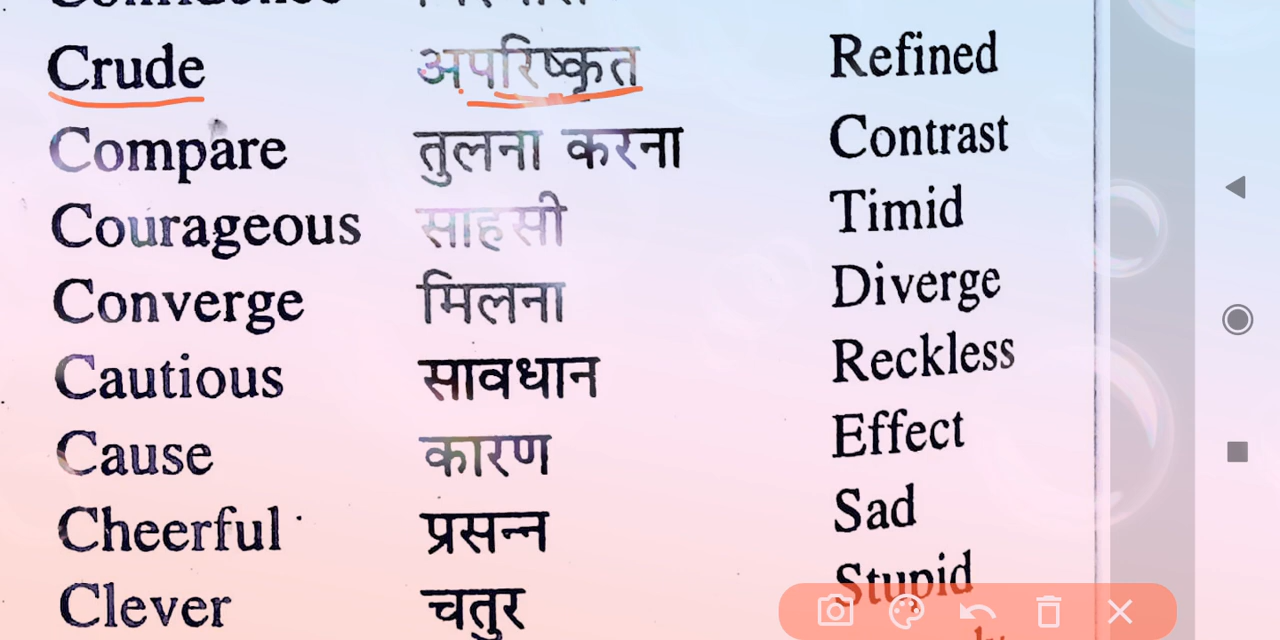 Crude अपरिष्कृत Refined
Compare तुलना करना Contrast
Courageous साहसी Timid
Converge मिलना Diverge
Cautious सावधान Reckless
Cause कारण Effect
Cheerful प्रसन्न Sad
Clever चतुर Stupid